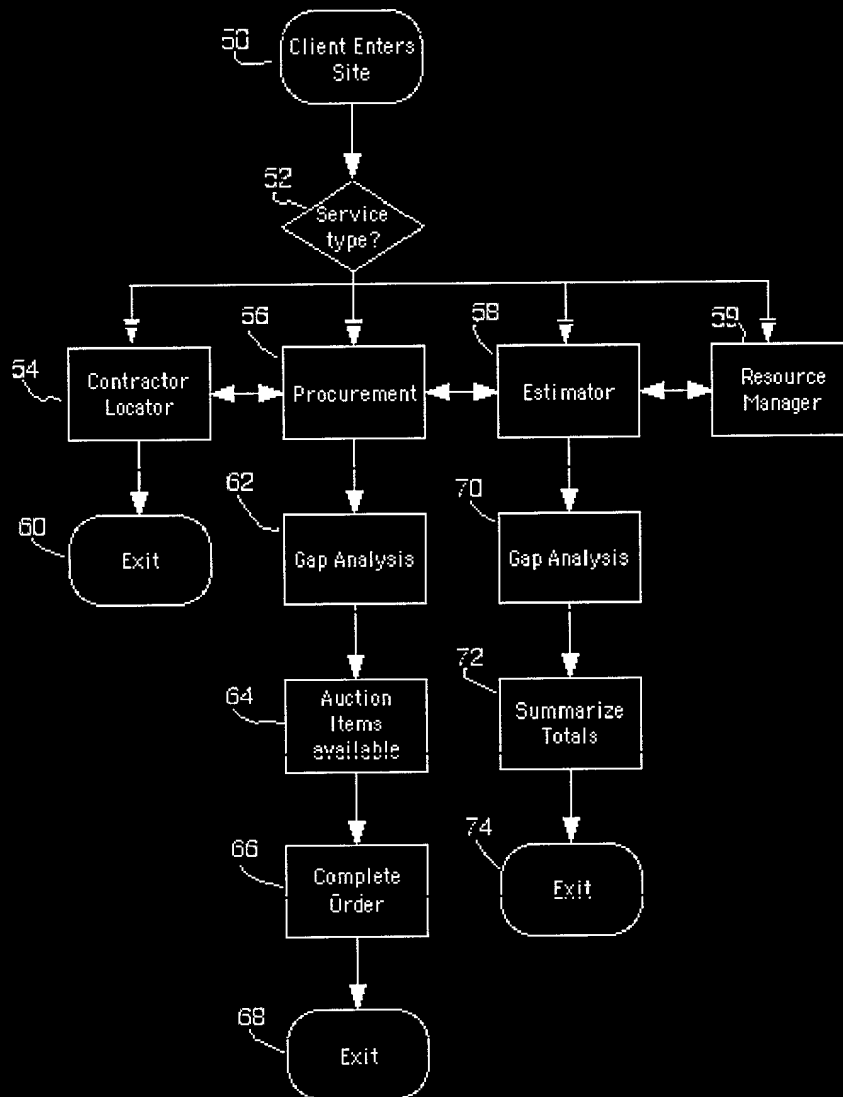 50
Client Enters
Site
52
Service
type?
54
Contractor
Locator
56
Procurement
58
Estimator
59
Resource
Manager
60
Exit
62
Gap Analysis
70
Gap Analysis
64
Auction
Items
available
72
Summarize
Totals
66
Complete
Order
74
Exit
68
Exit